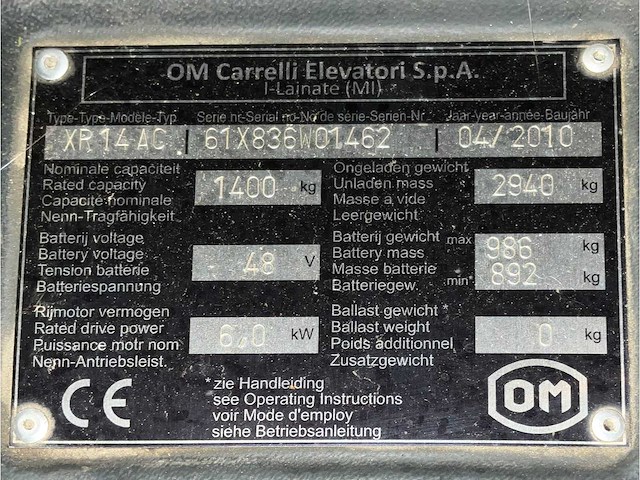 OM Carrelli Elevatori S.p.A.
I-Lainate (MI)
Type-Type-Modèle-Typ Serie nr-Serial no-No de série-Serien-Nr Jaar-year-année-Baujahr
XR 14 AC 61X836W01462 04/2010
Nominale capaciteit
Rated capacity
Capacité nominale
Nenn-Tragfähigkeit
1400 kg
Ongeladen gewicht
Unladen mass
Masse a vide
Leergewicht
2940 kg
Batterij voltage
Battery voltage
Tension batterie
Batteriespannung
48 V
Batterij gewicht max 986 kg
Battery mass
Masse batterie
Batteriegew. min* 892 kg
Rijmotor vermogen
Rated drive power
Puissance motr nom
Nenn-Antriebsleist.
6,0 kW
Ballast gewicht *
Ballast weight
Poids additionnel
Zusatzgewicht
0 kg
CE
*zie Handleiding
see Operating Instructions
voir Mode d'employ
siehe Betriebsanleitung
OM